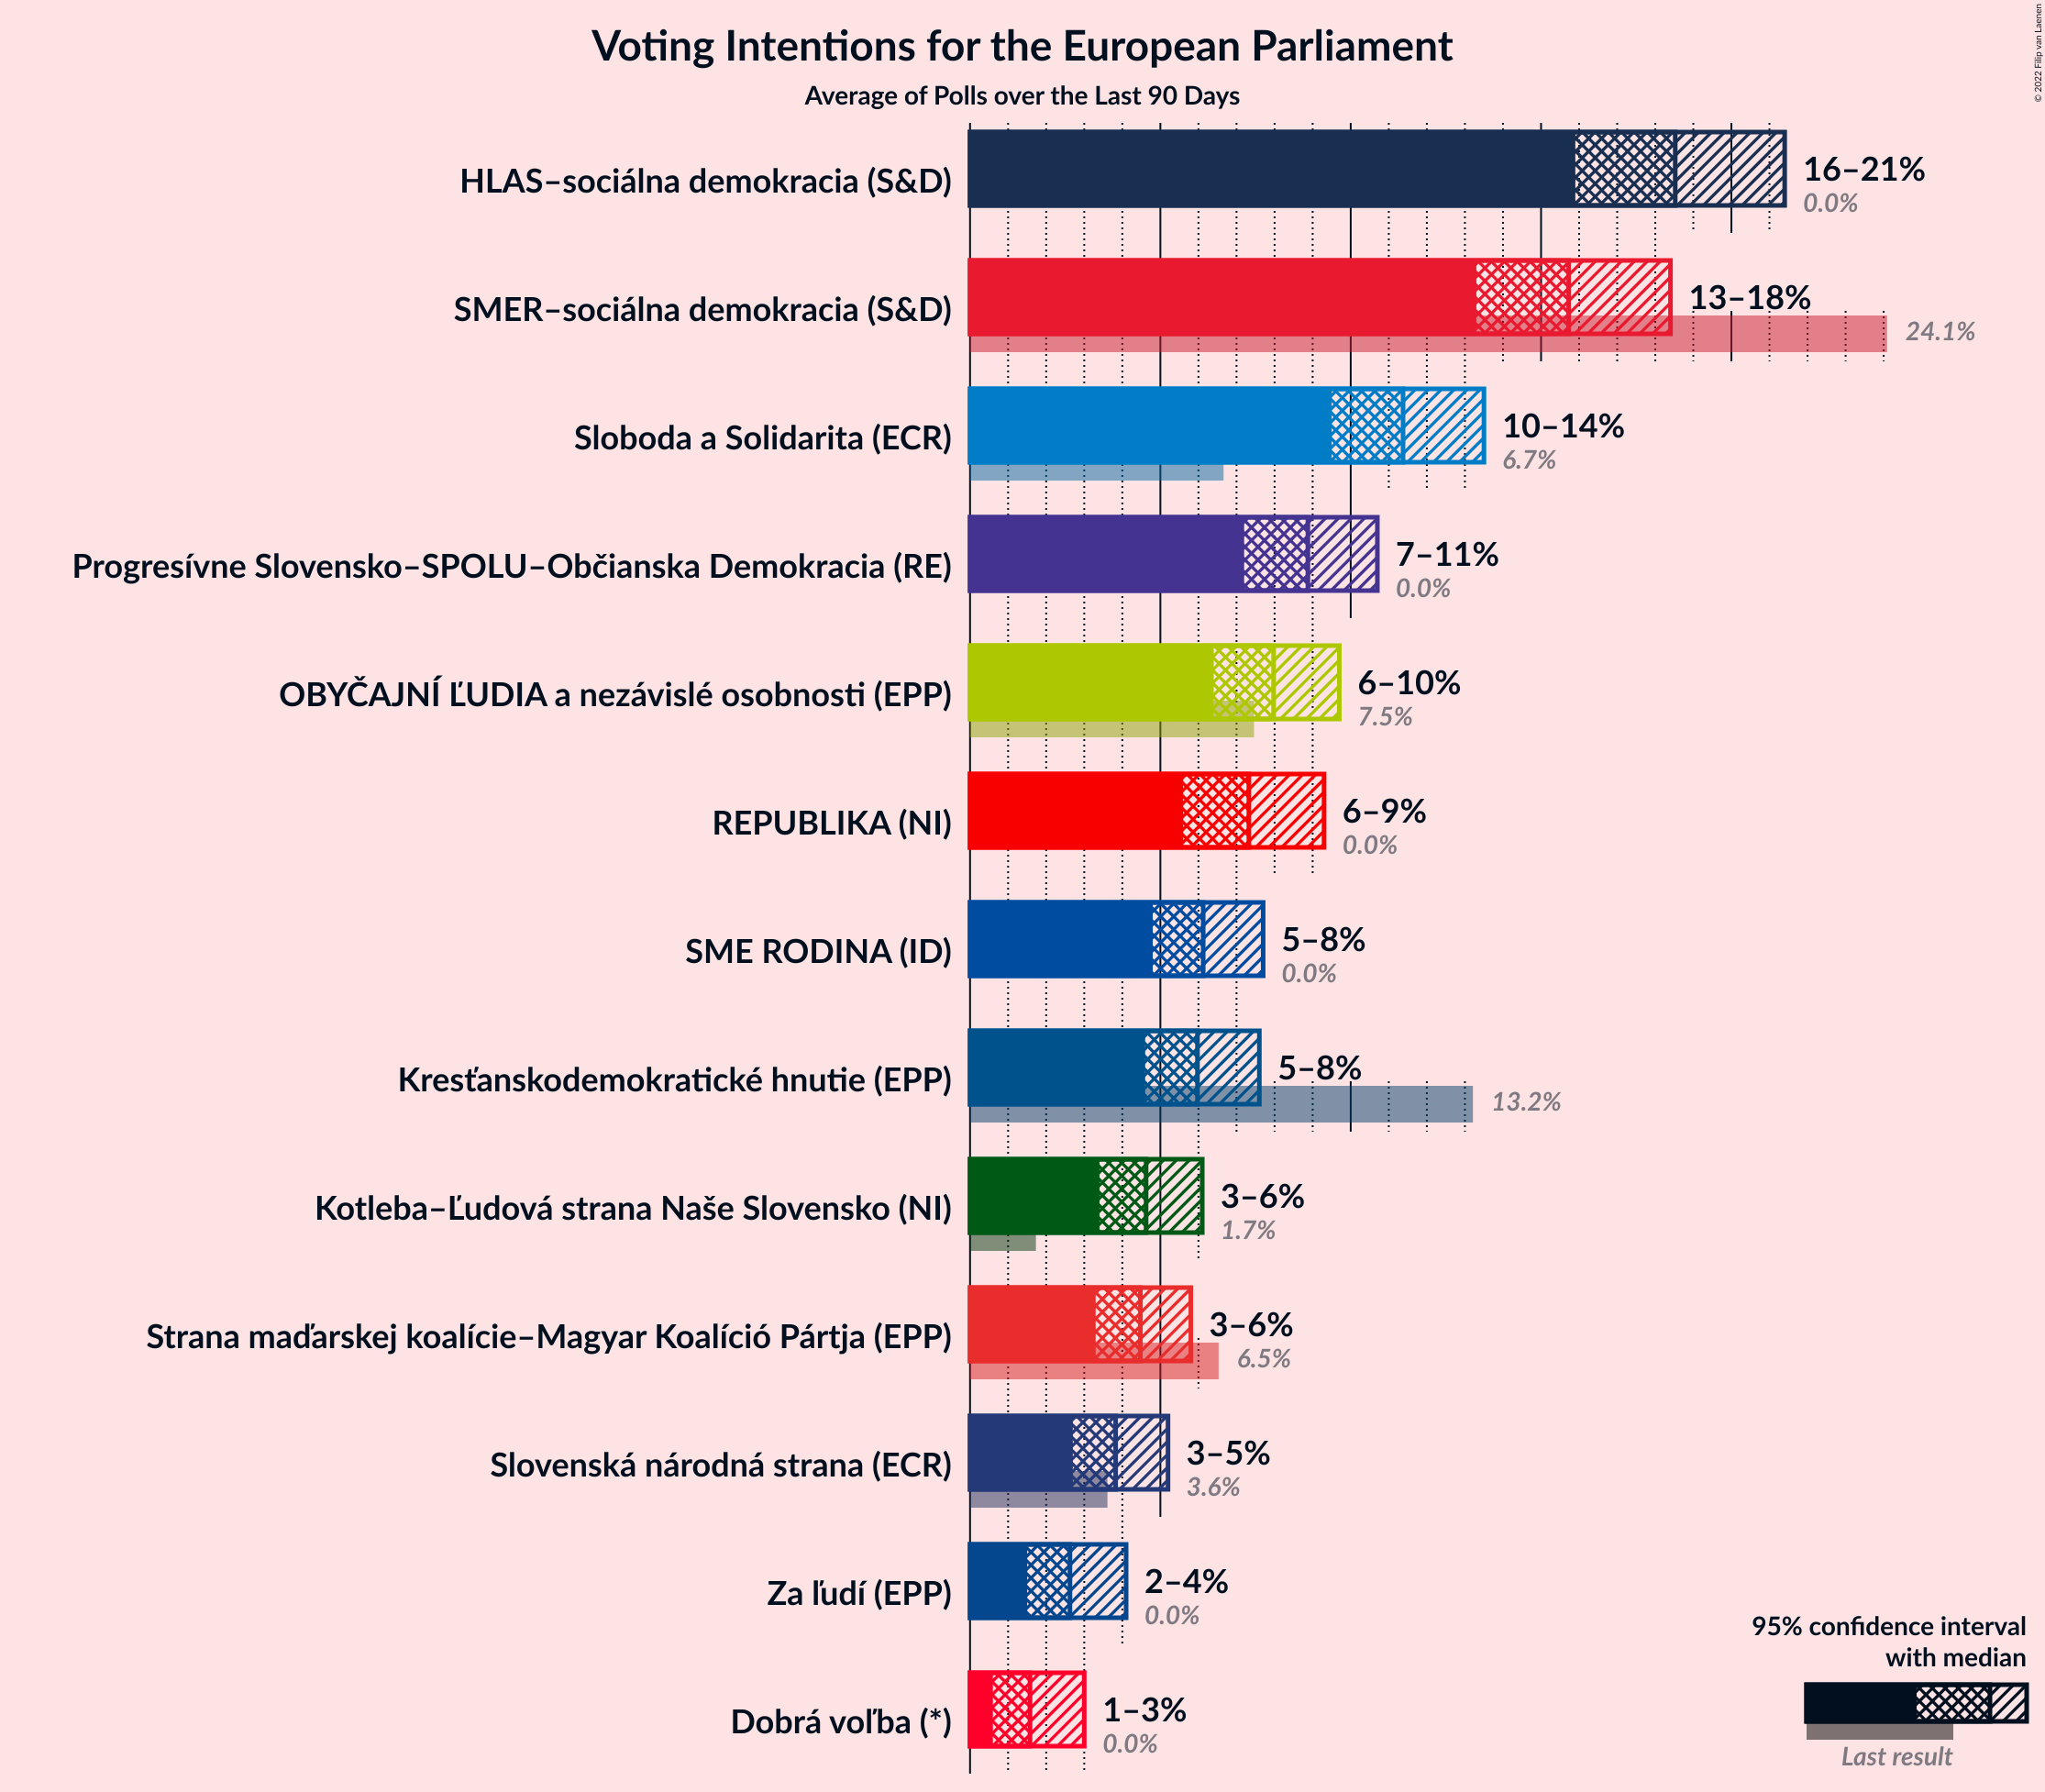 Voting Intentions for the European Parliament
Average of Polls over the Last 90 Days
© 2022 Filip van Laenen
HLAS–sociálna demokracia (S&D)
16–21%
0.0%
SMER–sociálna demokracia (S&D)
13–18%
24.1%
Sloboda a Solidarita (ECR)
10–14%
6.7%
Progresívne Slovensko–SPOLU–Občianska Demokracia (RE)
7–11%
0.0%
OBYČAJNÍ ĽUDIA a nezávislé osobnosti (EPP)
6–10%
7.5%
REPUBLIKA (NI)
6–9%
0.0%
SME RODINA (ID)
5–8%
0.0%
Kresťanskodemokratické hnutie (EPP)
5–8%
13.2%
Kotleba–Ľudová strana Naše Slovensko (NI)
3–6%
1.7%
Strana maďarskej koalície–Magyar Koalíció Pártja (EPP)
3–6%
6.5%
Slovenská národná strana (ECR)
3–5%
3.6%
Za ľudí (EPP)
2–4%
0.0%
Dobrá voľba (*)
1–3%
0.0%
95% confidence interval
with median
Last result